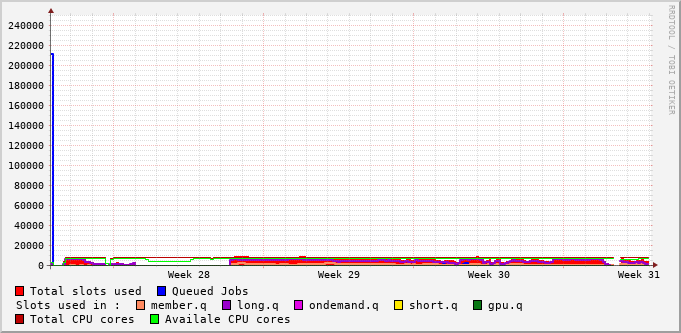 RRDTOOL / TOBI OETIKER
240000
220000
200000
180000
160000
140000
120000
100000
80000
60000
40000
20000
0
Week 28 Week 29 Week 30 Week 31
Total slots used Queued Jobs
Slots used in : member.q long.q ondemand.q short.q gpu.q
Total CPU cores Availale CPU cores